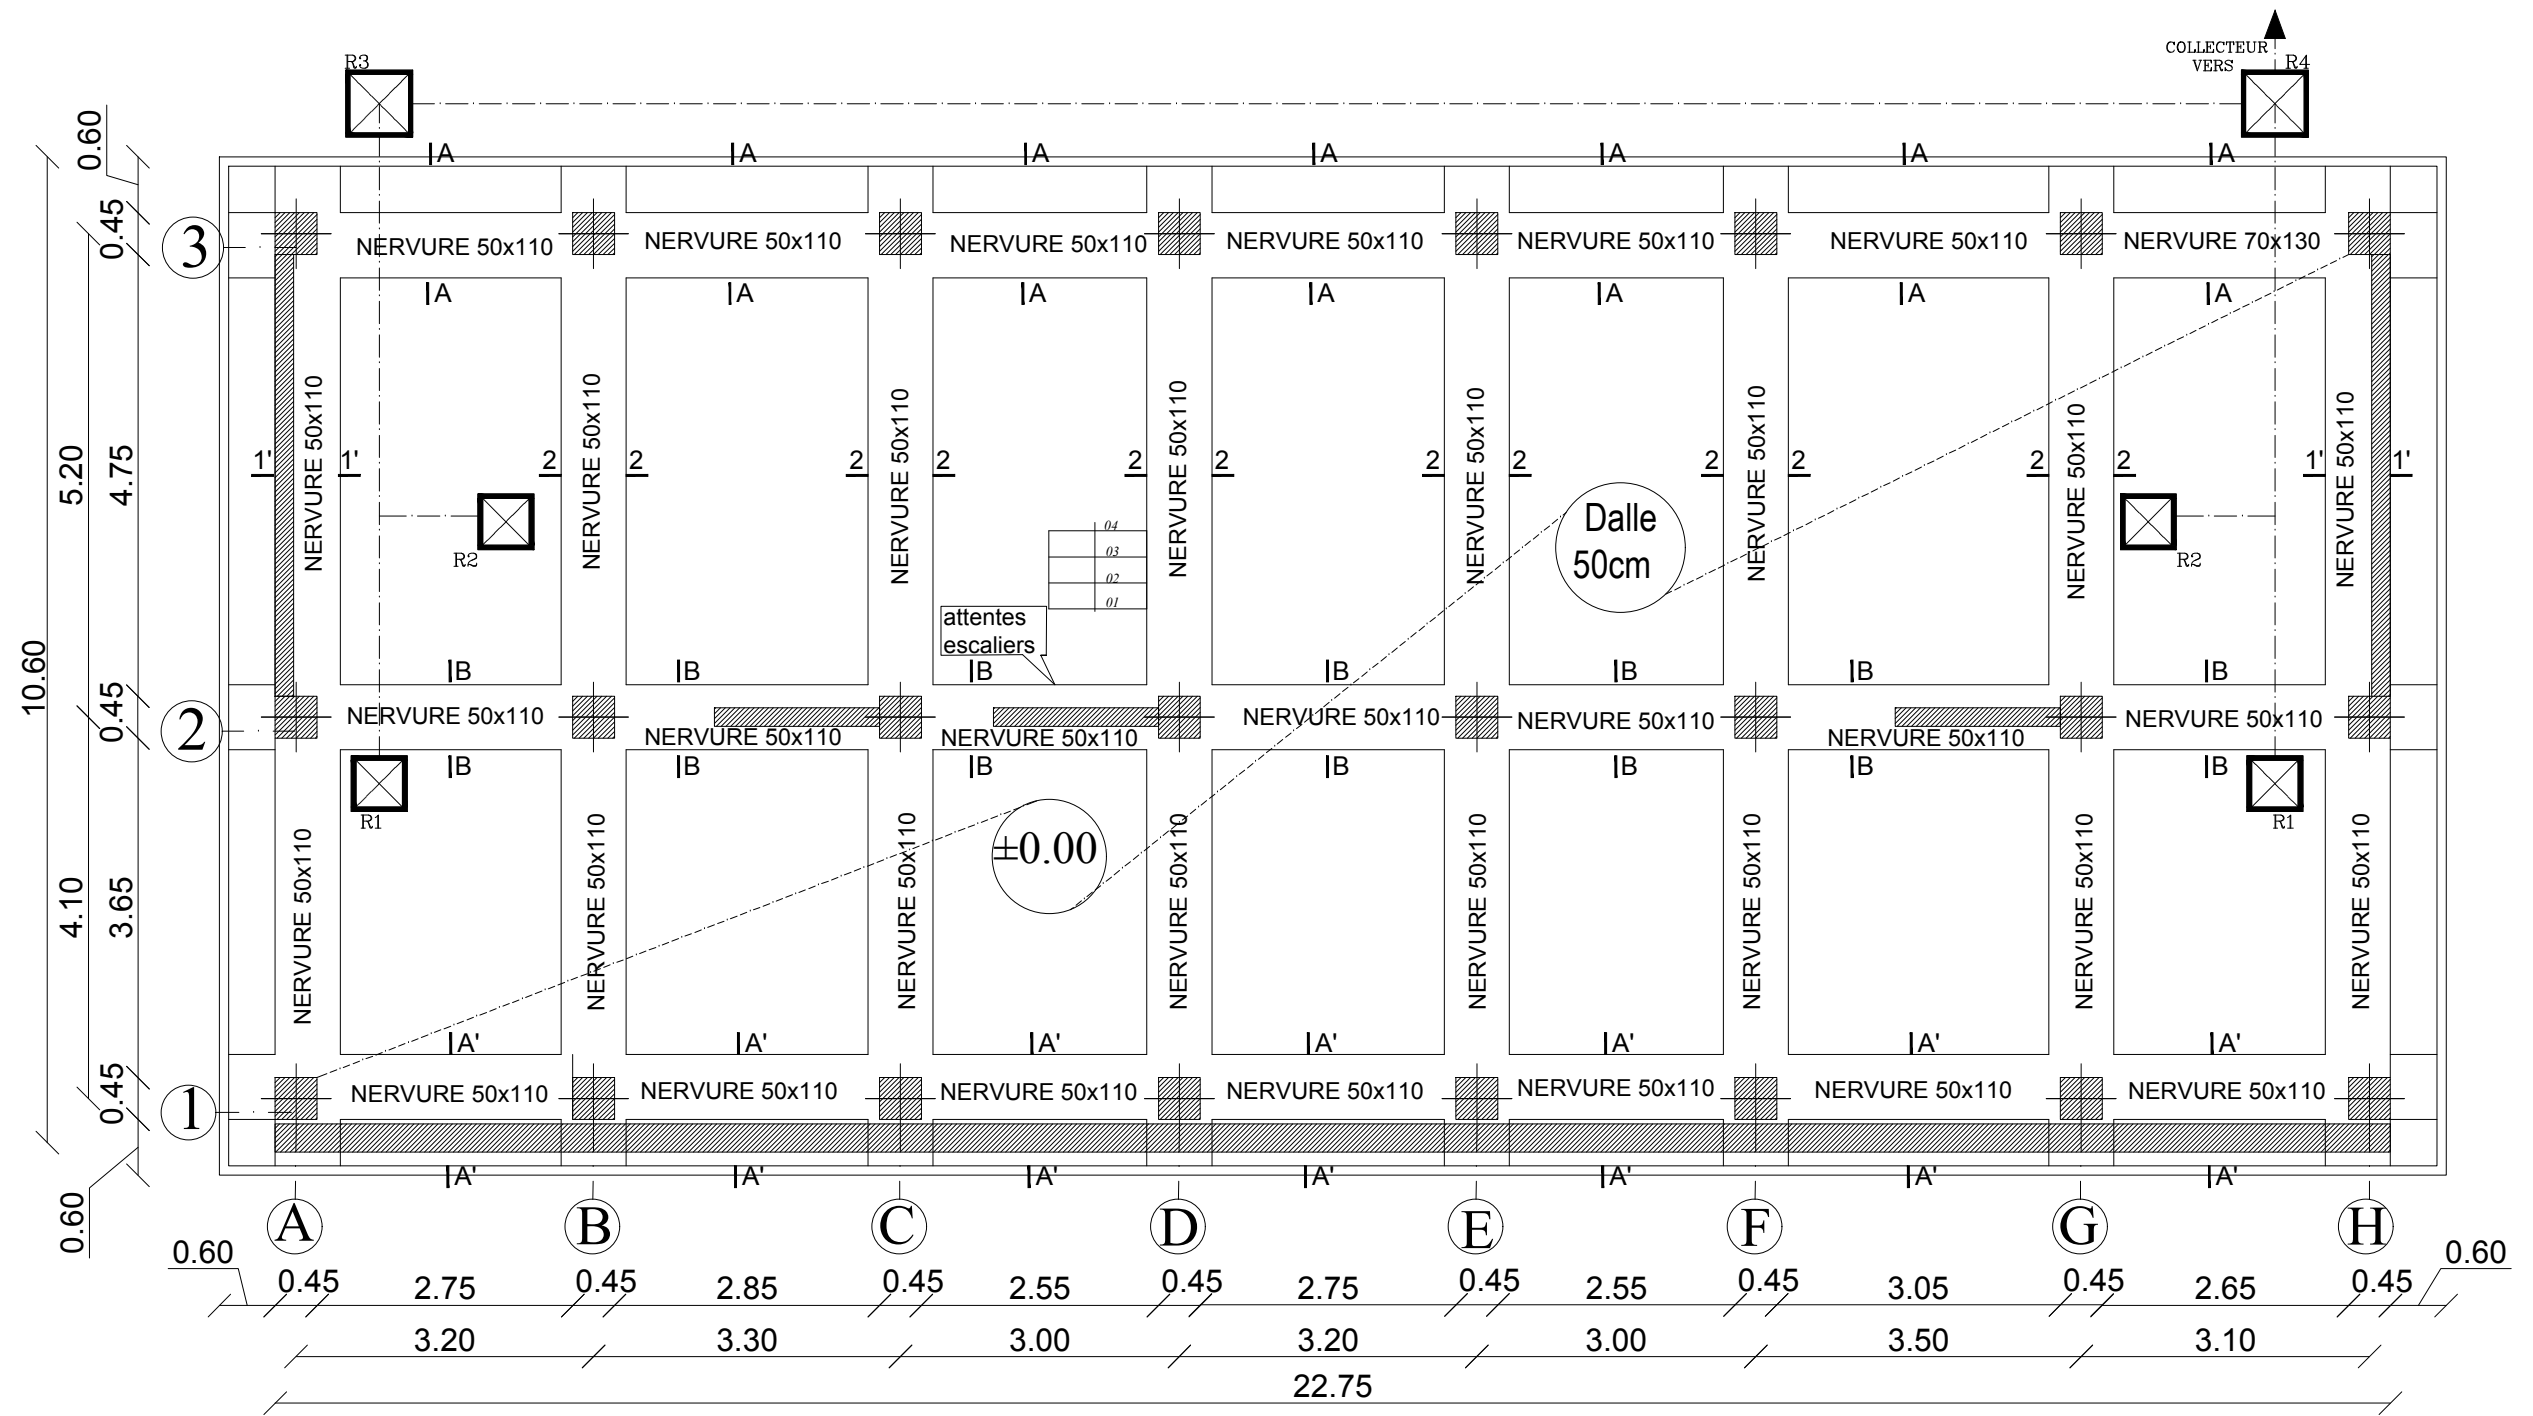 R3
COLLECTEUR
VERS
R4
0.60
A A A A A A A
0.45
3
NERVURE 50x110 NERVURE 50x110 NERVURE 50x110 NERVURE 50x110 NERVURE 50x110 NERVURE 50x110 NERVURE 70x130
A A A A A A A
NERVURE 50x110 NERVURE 50x110 NERVURE 50x110 NERVURE 50x110 NERVURE 50x110 NERVURE 50x110 NERVURE 50x110 NERVURE 50x110
5.20 4.75
1' 1' 2 2 2 2 2 2 2 2 2 2 2 2 1' 1'
Dalle
50cm
R2
R2
04
03
02
01
attentes
escaliers
B B B B B B B
10.60
0.45
2
NERVURE 50x110 NERVURE 50x110 NERVURE 50x110 NERVURE 50x110 NERVURE 50x110 NERVURE 50x110 NERVURE 50x110
B B B B B B B
R1
R1
±0.00
4.10 3.65
NERVURE 50x110 NERVURE 50x110 NERVURE 50x110 NERVURE 50x110 NERVURE 50x110 NERVURE 50x110 NERVURE 50x110 NERVURE 50x110
A' A' A' A' A' A' A'
0.45
1
NERVURE 50x110 NERVURE 50x110 NERVURE 50x110 NERVURE 50x110 NERVURE 50x110 NERVURE 50x110 NERVURE 50x110
A' A' A' A' A' A' A'
0.60
A B C D E F G H
0.60 0.45 2.75 0.45 2.85 0.45 2.55 0.45 2.75 0.45 2.55 0.45 3.05 0.45 2.65 0.45 0.60
3.20 3.30 3.00 3.20 3.00 3.50 3.10
22.75